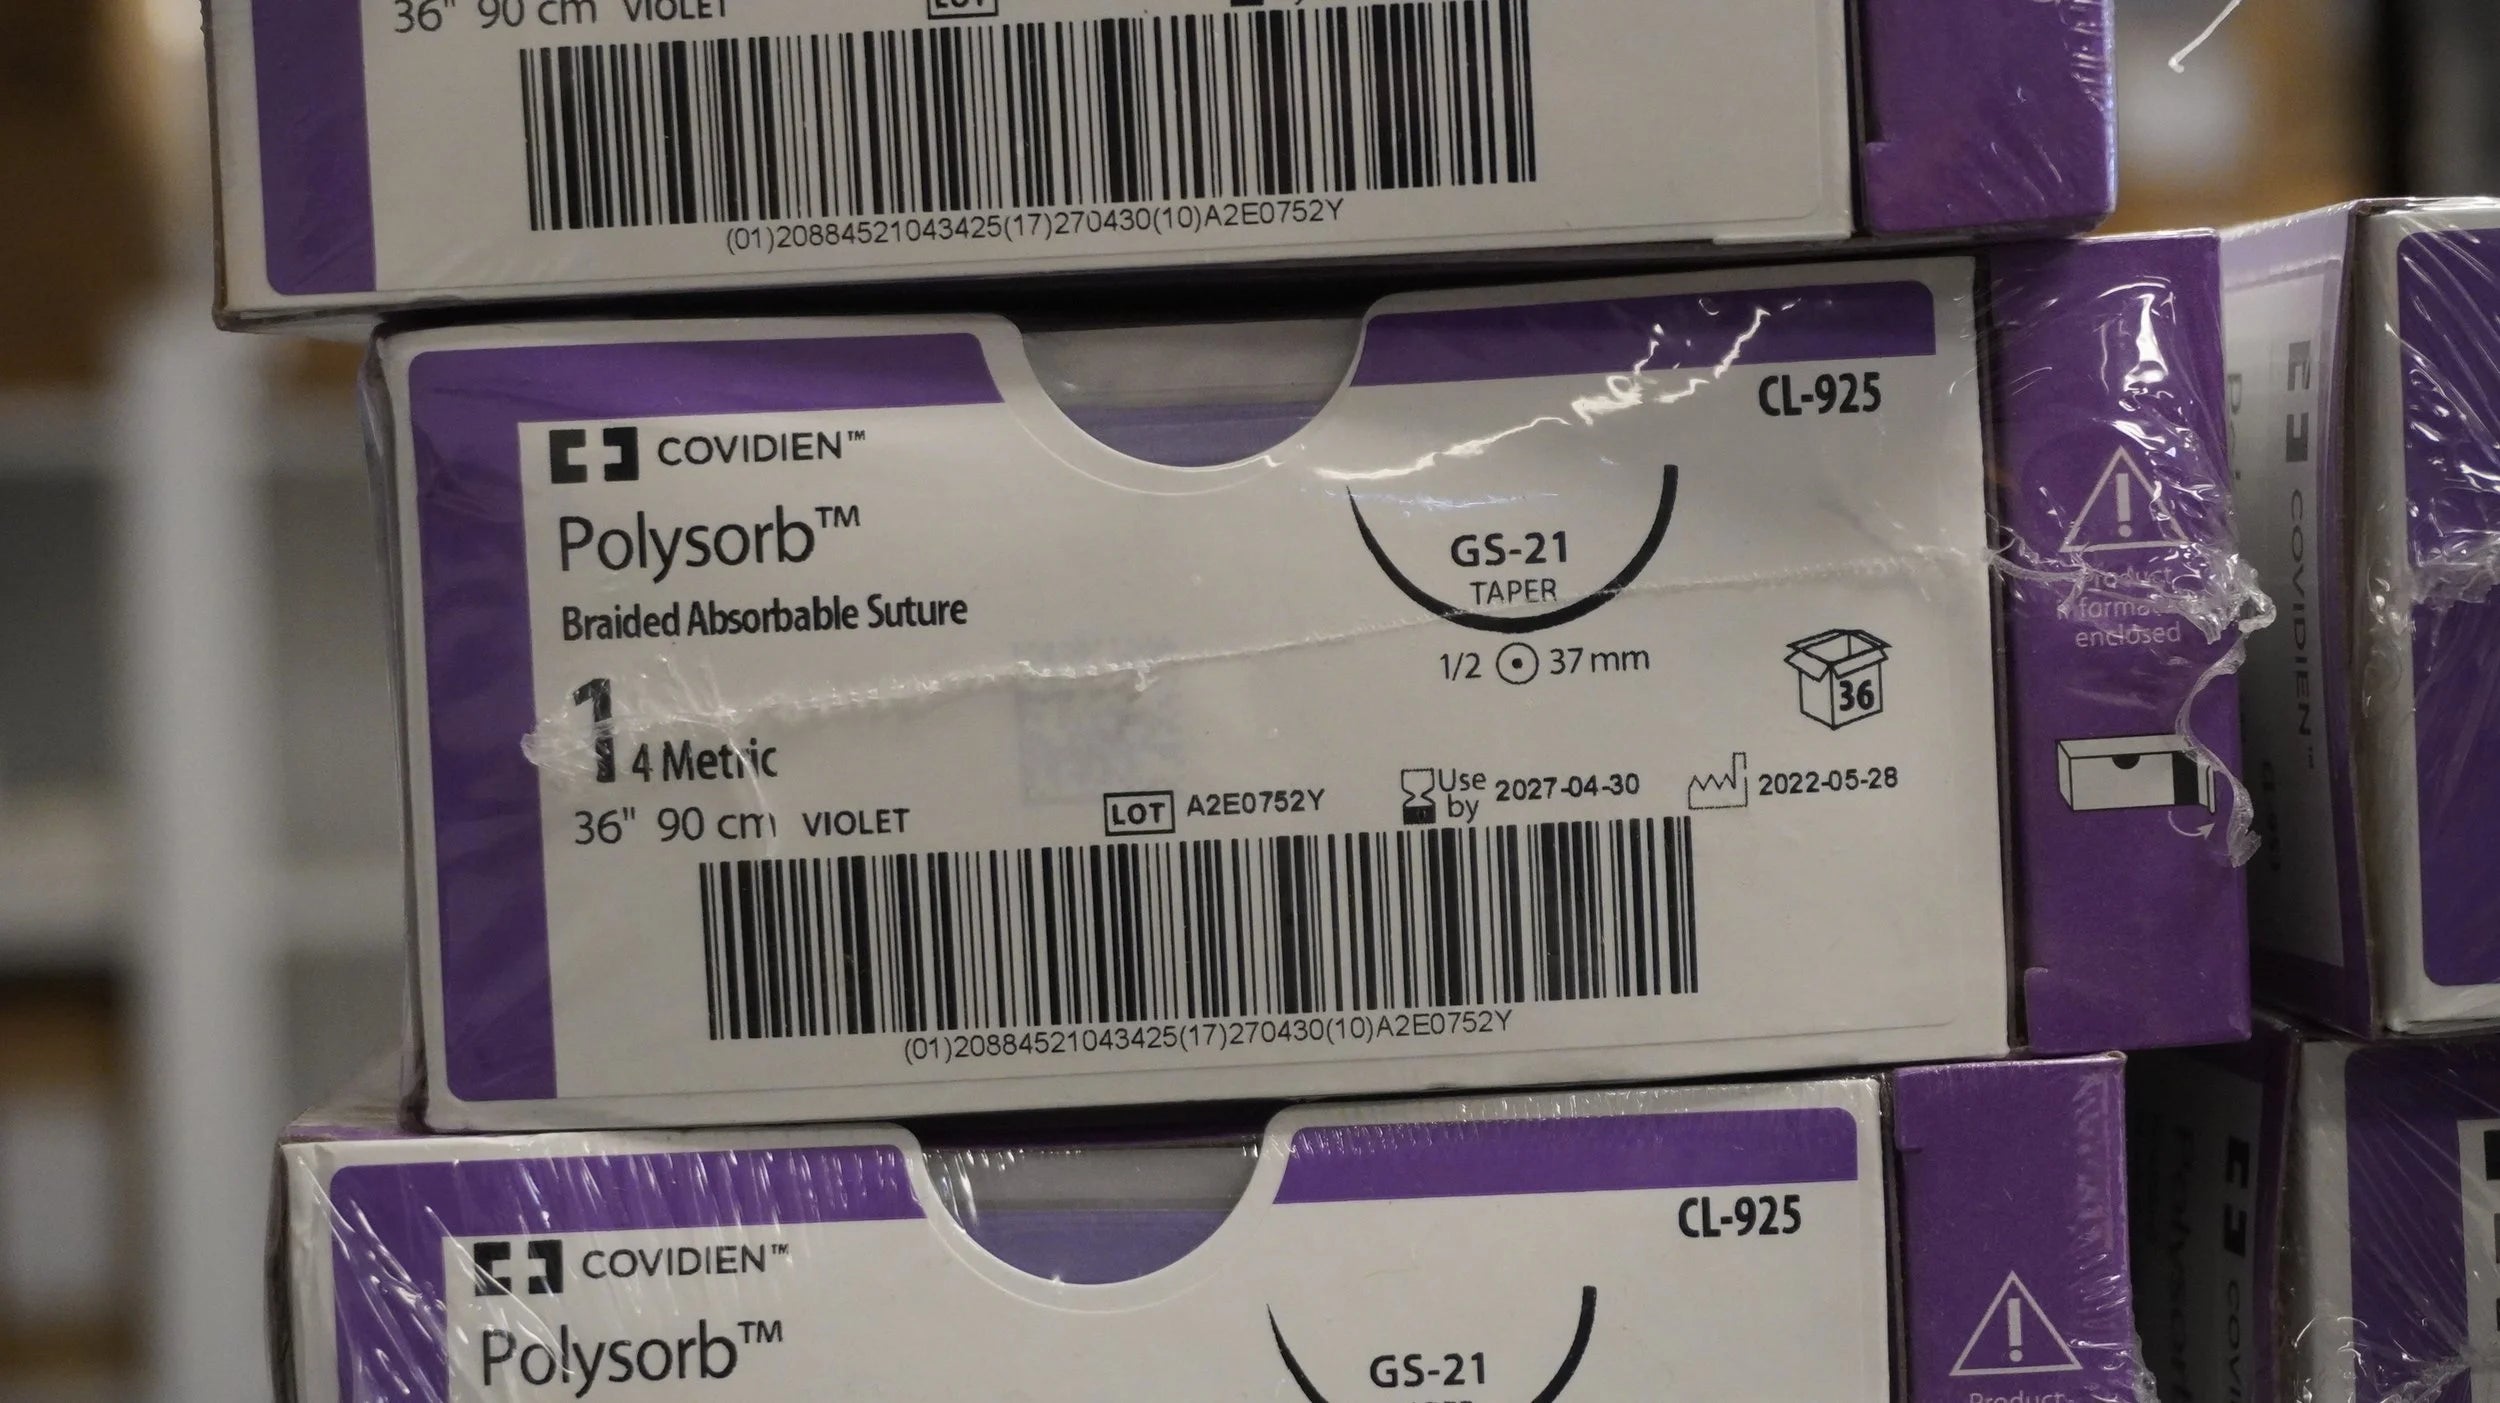 36" 90 cm VIOLET
LOT
(01)20884521043425(17)270430(10)A2E0752Y
CL-925
COVIDIEN™
Polysorb™
Braided Absorbable Suture
GS-21
TAPER
1/2 37 mm
36
1 4 Metric
36" 90 cm VIOLET
LOT A2E0752Y
Use by 2027-04-30
2022-05-28
(01)20884521043425(17)270430(10)A2E0752Y
Product
information
enclosed
COVIDIEN™
CL-925
COVIDIEN™
Polysorb™
GS-21
Product